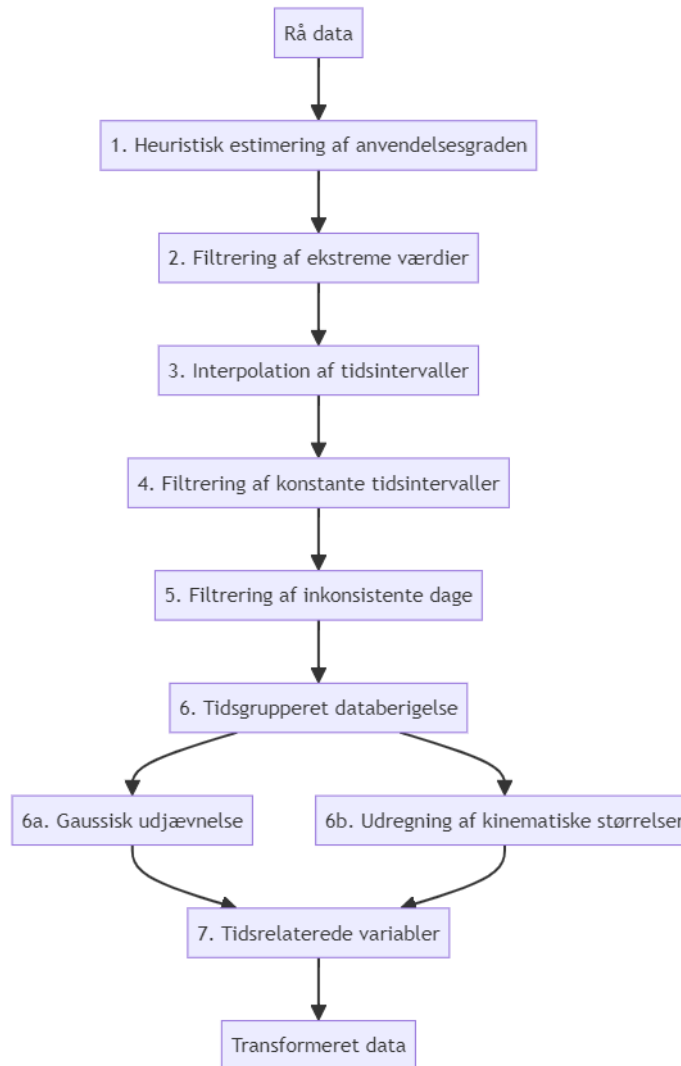 Rå data
1. Heuristisk estimering af anvendelsesgraden
2. Filtrering af ekstreme værdier
3. Interpolation af tidsintervaller
4. Filtrering af konstante tidsintervaller
5. Filtrering af inkonsistente dage
6. Tidsgrupperet databerigelse
6a. Gaussisk udjævnelse
6b. Udregning af kinematiske størrelser
7. Tidsrelaterede variabler
Transformeret data